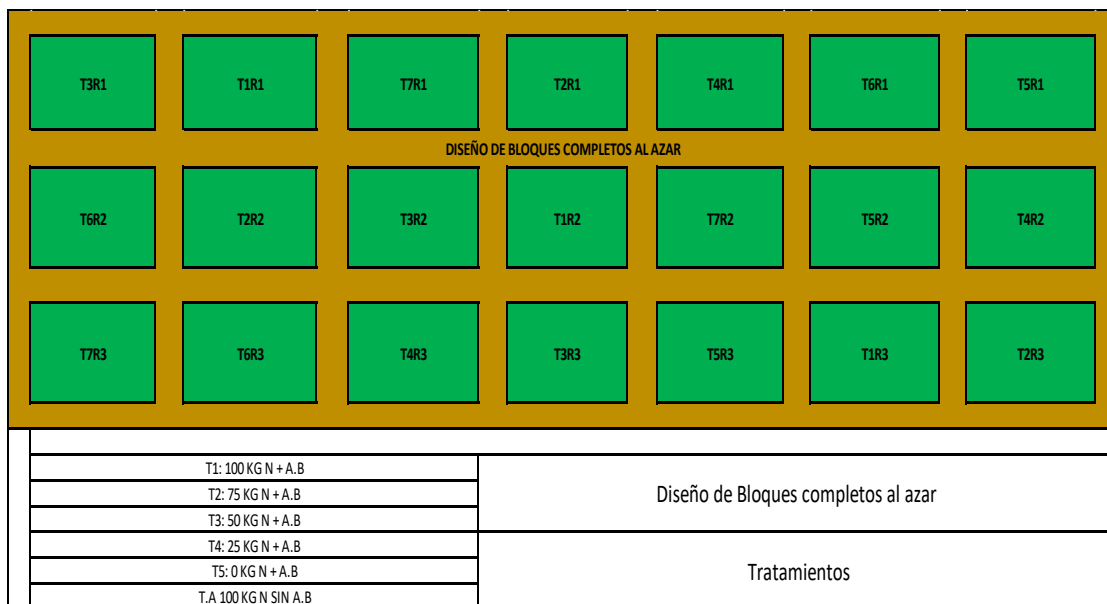 T3R1 T1R1 T7R1 T2R1 T4R1 T6R1 T5R1
DISEÑO DE BLOQUES COMPLETOS AL AZAR
T6R2 T2R2 T3R2 T1R2 T7R2 T5R2 T4R2
T7R3 T6R3 T4R3 T3R3 T5R3 T1R3 T2R3
T1: 100 KG N + A.B
T2: 75 KG N + A.B
T3: 50 KG N + A.B
Diseño de Bloques completos al azar
T4: 25 KG N + A.B
T5: 0 KG N + A.B
T.A 100 KG N SIN A.B
Tratamientos